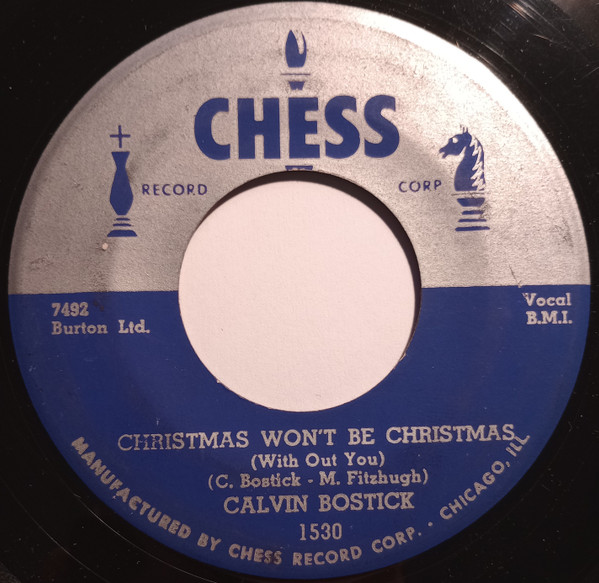 CHESS
RECORD CORP
7492
Burton Ltd.
Vocal
B.M.I.
CHRISTMAS WON'T BE CHRISTMAS
(With Out You)
(C. Bostick - M. Fitzhugh)
CALVIN BOSTICK
1530
MANUFACTURED BY CHESS RECORD CORP. · CHICAGO, ILL.